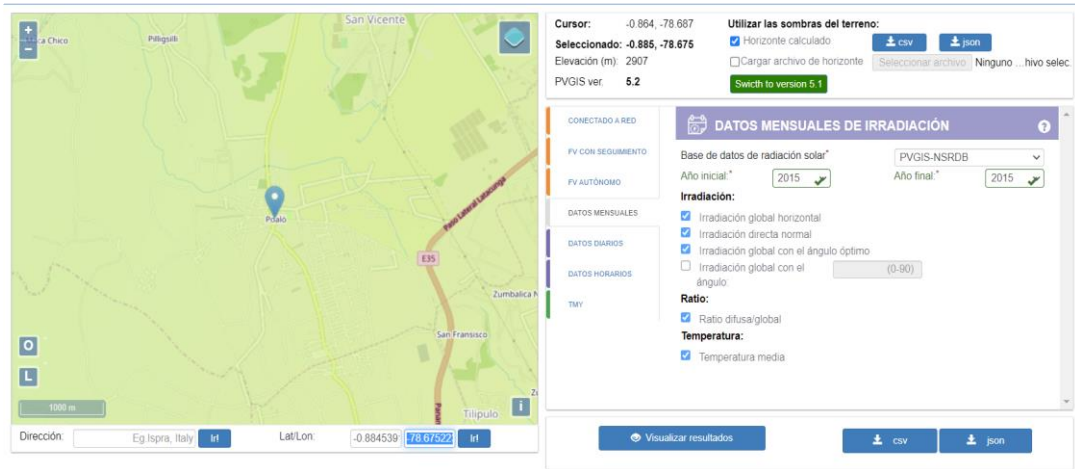 San Vicente
Pilligsilli
Poaló
Paso Lateral Latacunga
E35
Zumbalica N
San Fransisco
Tilipulo
+
−
O
L
i
1000 m
Dirección: Eg.Ispra, Italy Ir! Lat/Lon: -0.884539 -78.67522 Ir!
Cursor: -0.864, -78.687
Seleccionado: -0.885, -78.675
Elevación (m): 2907
PVGIS ver. 5.2
Utilizar las sombras del terreno:
Horizonte calculado csv json
Cargar archivo de horizonte Seleccionar archivo Ninguno ...hivo selec.
Swicth to version 5.1
CONECTADO A RED
FV CON SEGUIMIENTO
FV AUTÓNOMO
DATOS MENSUALES
DATOS DIARIOS
DATOS HORARIOS
TMY
DATOS MENSUALES DE IRRADIACIÓN ?
Base de datos de radiación solar* PVGIS-NSRDB
Año inicial:* 2015 Año final:* 2015
Irradiación:
Irradiación global horizontal
Irradiación directa normal
Irradiación global con el ángulo óptimo
Irradiación global con el (0-90)
ángulo:
Ratio:
Ratio difusa/global
Temperatura:
Temperatura media
Visualizar resultados csv json